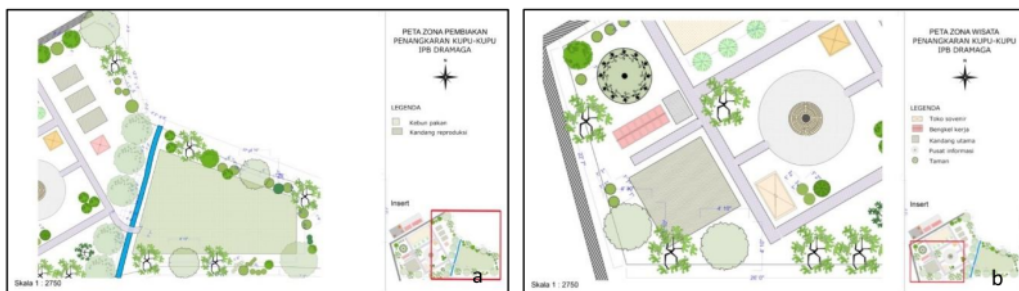 PETA ZONA PEMBIAKAN
PENANGKARAN KUPU-KUPU
IPB DRAMAGA
N
LEGENDA
Kebun pakan
Kandang reproduksi
Insert
Skala 1 : 2750
a
PETA ZONA WISATA
PENANGKARAN KUPU-KUPU
IPB DRAMAGA
N
LEGENDA
Toko sovenir
Bengkel kerja
Kandang utama
Pusat informasi
Taman
Insert
Skala 1 : 2750
b